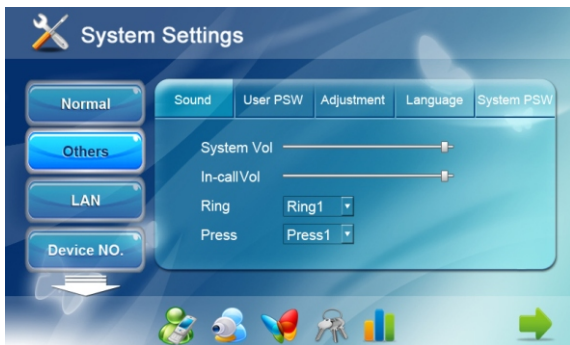 System Settings
Normal
Others
LAN
Device NO.
Sound User PSW Adjustment Language System PSW
System Vol
In-call Vol
Ring Ring1
Press Press1